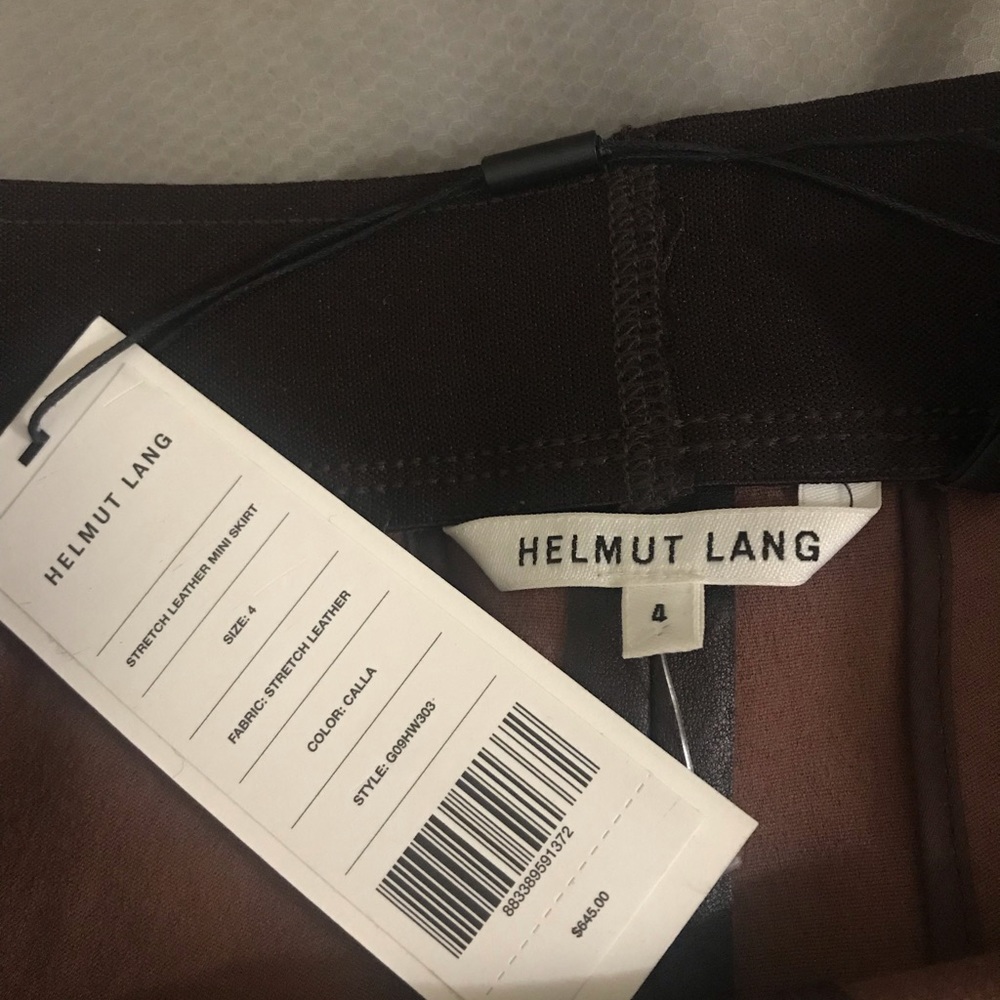 HELMUT LANG
STRETCH LEATHER MINI SKIRT
SIZE: 4
FABRIC: STRETCH LEATHER
COLOR: CALLA
STYLE: G09HW303
883389591372
$645.00
HELMUT LANG
4